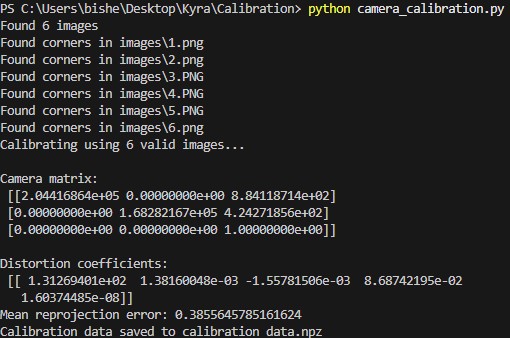 PS C:\Users\bishe\Desktop\Kyra\Calibration> python camera_calibration.py
Found 6 images
Found corners in images\1.png
Found corners in images\2.png
Found corners in images\3.PNG
Found corners in images\4.PNG
Found corners in images\5.PNG
Found corners in images\6.png
Calibrating using 6 valid images...
Camera matrix:
[[2.04416864e+05 0.00000000e+00 8.84118714e+02]
[0.00000000e+00 1.68282167e+05 4.24271856e+02]
[0.00000000e+00 0.00000000e+00 1.00000000e+00]]
Distortion coefficients:
[[ 1.31269401e+02 1.38160048e-03 -1.55781506e-03 8.68742195e-02
1.60374485e-08]]
Mean reprojection error: 0.3855645785161624
Calibration data saved to calibration_data.npz